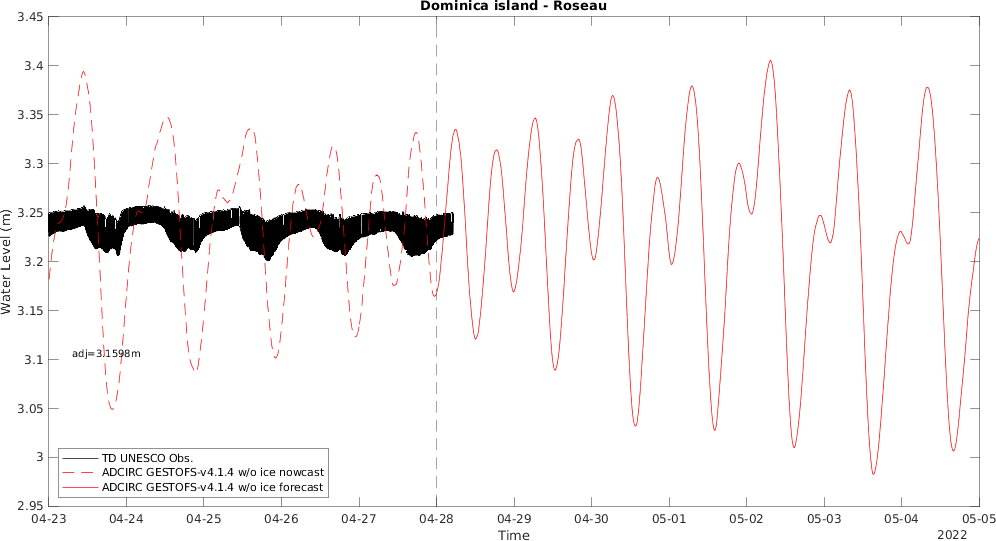 Dominica island - Roseau
3.45
3.4
3.35
3.3
3.25
3.2
3.15
3.1
3.05
3
2.95
Water Level (m)
adj=3.1598m
TD UNESCO Obs.
ADCIRC GESTOFS-v4.1.4 w/o ice nowcast
ADCIRC GESTOFS-v4.1.4 w/o ice forecast
04-23 04-24 04-25 04-26 04-27 04-28 04-29 04-30 05-01 05-02 05-03 05-04 05-05
Time
2022